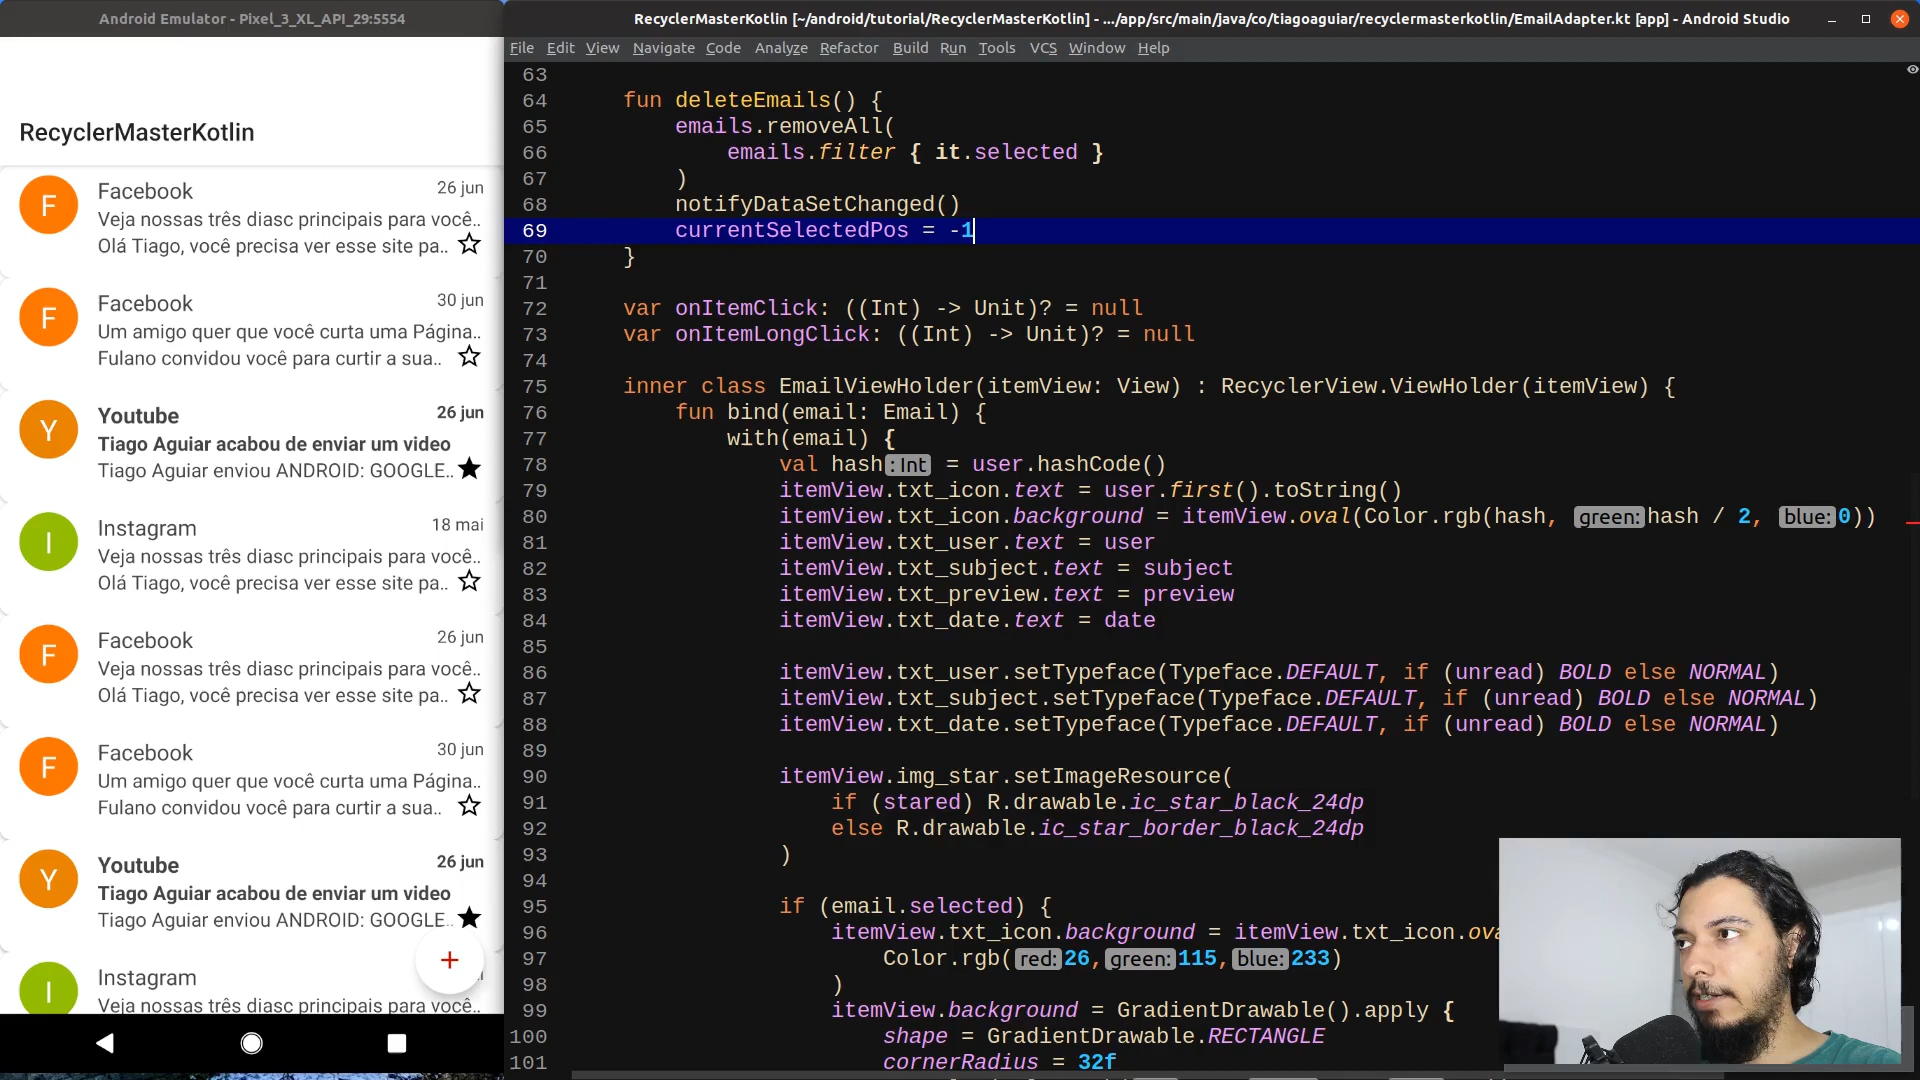 Android Emulator - Pixel_3_XL_API_29:5554
RecyclerMasterKotlin
Facebook
26 jun
Veja nossas três diasc principais para você..
Olá Tiago, você precisa ver esse site pa..
Facebook
30 jun
Um amigo quer que você curta uma Página..
Fulano convidou você para curtir a sua..
Youtube
26 jun
Tiago Aguiar acabou de enviar um video
Tiago Aguiar enviou ANDROID: GOOGLE..
Instagram
18 mai
Veja nossas três diasc principais para você..
Olá Tiago, você precisa ver esse site pa..
Facebook
26 jun
Veja nossas três diasc principais para você..
Olá Tiago, você precisa ver esse site pa..
Facebook
30 jun
Um amigo quer que você curta uma Página..
Fulano convidou você para curtir a sua..
Youtube
26 jun
Tiago Aguiar acabou de enviar um video
Tiago Aguiar enviou ANDROID: GOOGLE..
Instagram
Veja nossas três diasc principais para você..
F
F
Y
I
F
F
Y
I
+
RecyclerMasterKotlin [~/android/tutorial/RecyclerMasterKotlin] - .../app/src/main/java/co/tiagoaguiar/recyclermasterkotlin/EmailAdapter.kt [app] - Android Studio
File Edit View Navigate Code Analyze Refactor Build Run Tools VCS Window Help
63
64 fun deleteEmails() {
65 emails.removeAll(
66 emails.filter { it.selected }
67 )
68 notifyDataSetChanged()
69 currentSelectedPos = -1
70 }
71
72 var onItemClick: ((Int) -> Unit)? = null
73 var onItemLongClick: ((Int) -> Unit)? = null
74
75 inner class EmailViewHolder(itemView: View) : RecyclerView.ViewHolder(itemView) {
76 fun bind(email: Email) {
77 with(email) {
78 val hash: Int = user.hashCode()
79 itemView.txt_icon.text = user.first().toString()
80 itemView.txt_icon.background = itemView.oval(Color.rgb(hash, green: hash / 2, blue: 0))
81 itemView.txt_user.text = user
82 itemView.txt_subject.text = subject
83 itemView.txt_preview.text = preview
84 itemView.txt_date.text = date
85
86 itemView.txt_user.setTypeface(Typeface.DEFAULT, if (unread) BOLD else NORMAL)
87 itemView.txt_subject.setTypeface(Typeface.DEFAULT, if (unread) BOLD else NORMAL)
88 itemView.txt_date.setTypeface(Typeface.DEFAULT, if (unread) BOLD else NORMAL)
89
90 itemView.img_star.setImageResource(
91 if (stared) R.drawable.ic_star_black_24dp
92 else R.drawable.ic_star_border_black_24dp
93 )
94
95 if (email.selected) {
96 itemView.txt_icon.background = itemView.txt_icon.ova
97 Color.rgb( red: 26, green: 115, blue: 233)
98 )
99 itemView.background = GradientDrawable().apply {
100 shape = GradientDrawable.RECTANGLE
101 cornerRadius = 32f